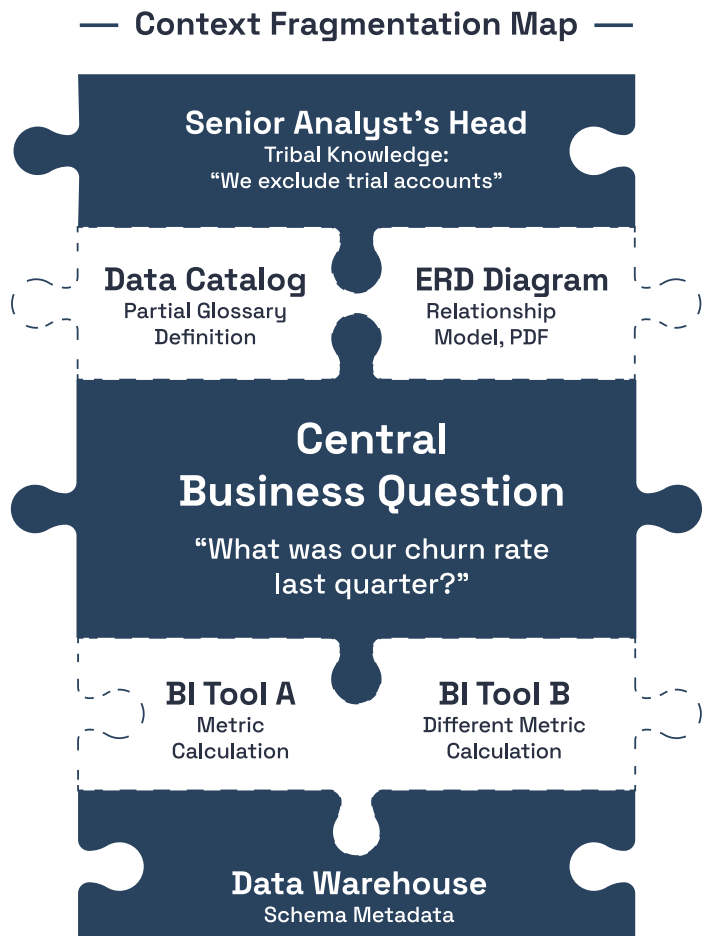 Context Fragmentation Map
Senior Analyst's Head
Tribal Knowledge:
“We exclude trial accounts”
Data Catalog
Partial Glossary
Definition
ERD Diagram
Relationship
Model, PDF
Central
Business Question
“What was our churn rate
last quarter?”
BI Tool A
Metric
Calculation
BI Tool B
Different Metric
Calculation
Data Warehouse
Schema Metadata